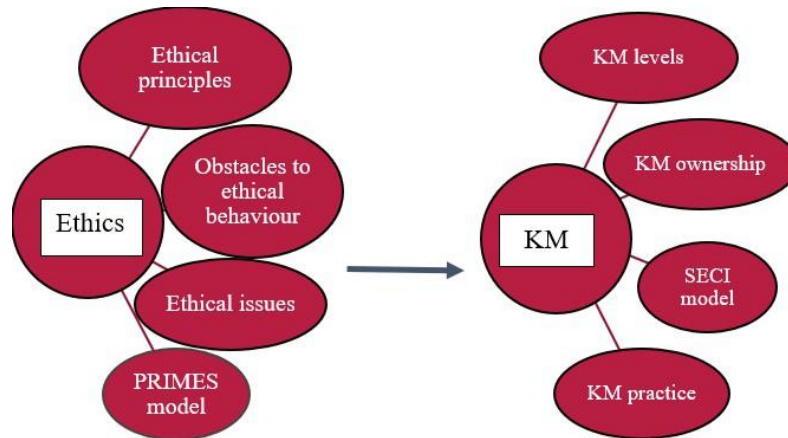 Ethical
principles
Obstacles to
ethical
behaviour
Ethics
Ethical issues
PRIMES
model
KM levels
KM ownership
KM
SECI
model
KM practice